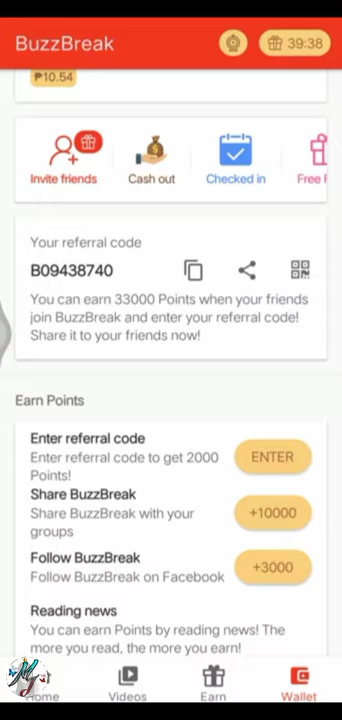 BuzzBreak
39:38
₱10.54
Invite friends
Cash out
Checked in
Free
Your referral code
B09438740
You can earn 33000 Points when your friends
join BuzzBreak and enter your referral code!
Share it to your friends now!
Earn Points
Enter referral code
Enter referral code to get 2000
Points!
ENTER
Share BuzzBreak
Share BuzzBreak with your
groups
+10000
Follow BuzzBreak
Follow BuzzBreak on Facebook
+3000
Reading news
You can earn Points by reading news! The
more you read, the more you earn!
Home
Videos
Earn
Wallet